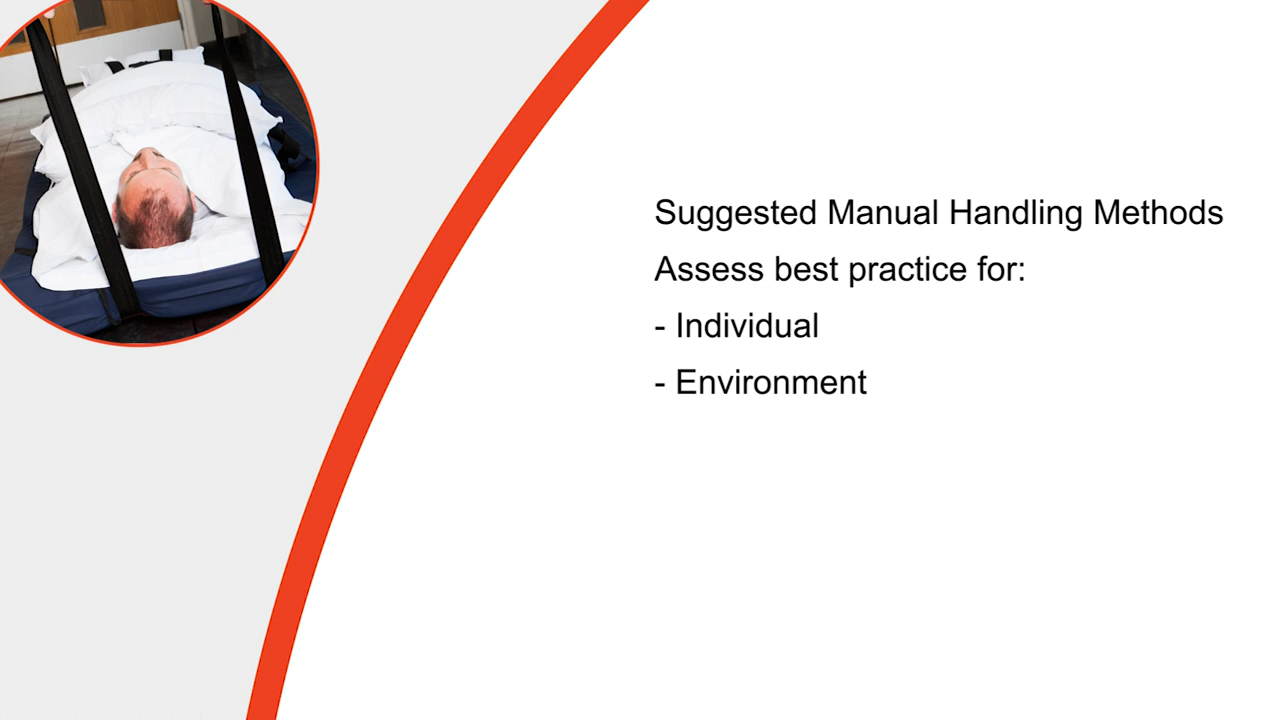 Suggested Manual Handling Methods
Assess best practice for:
- Individual
- Environment